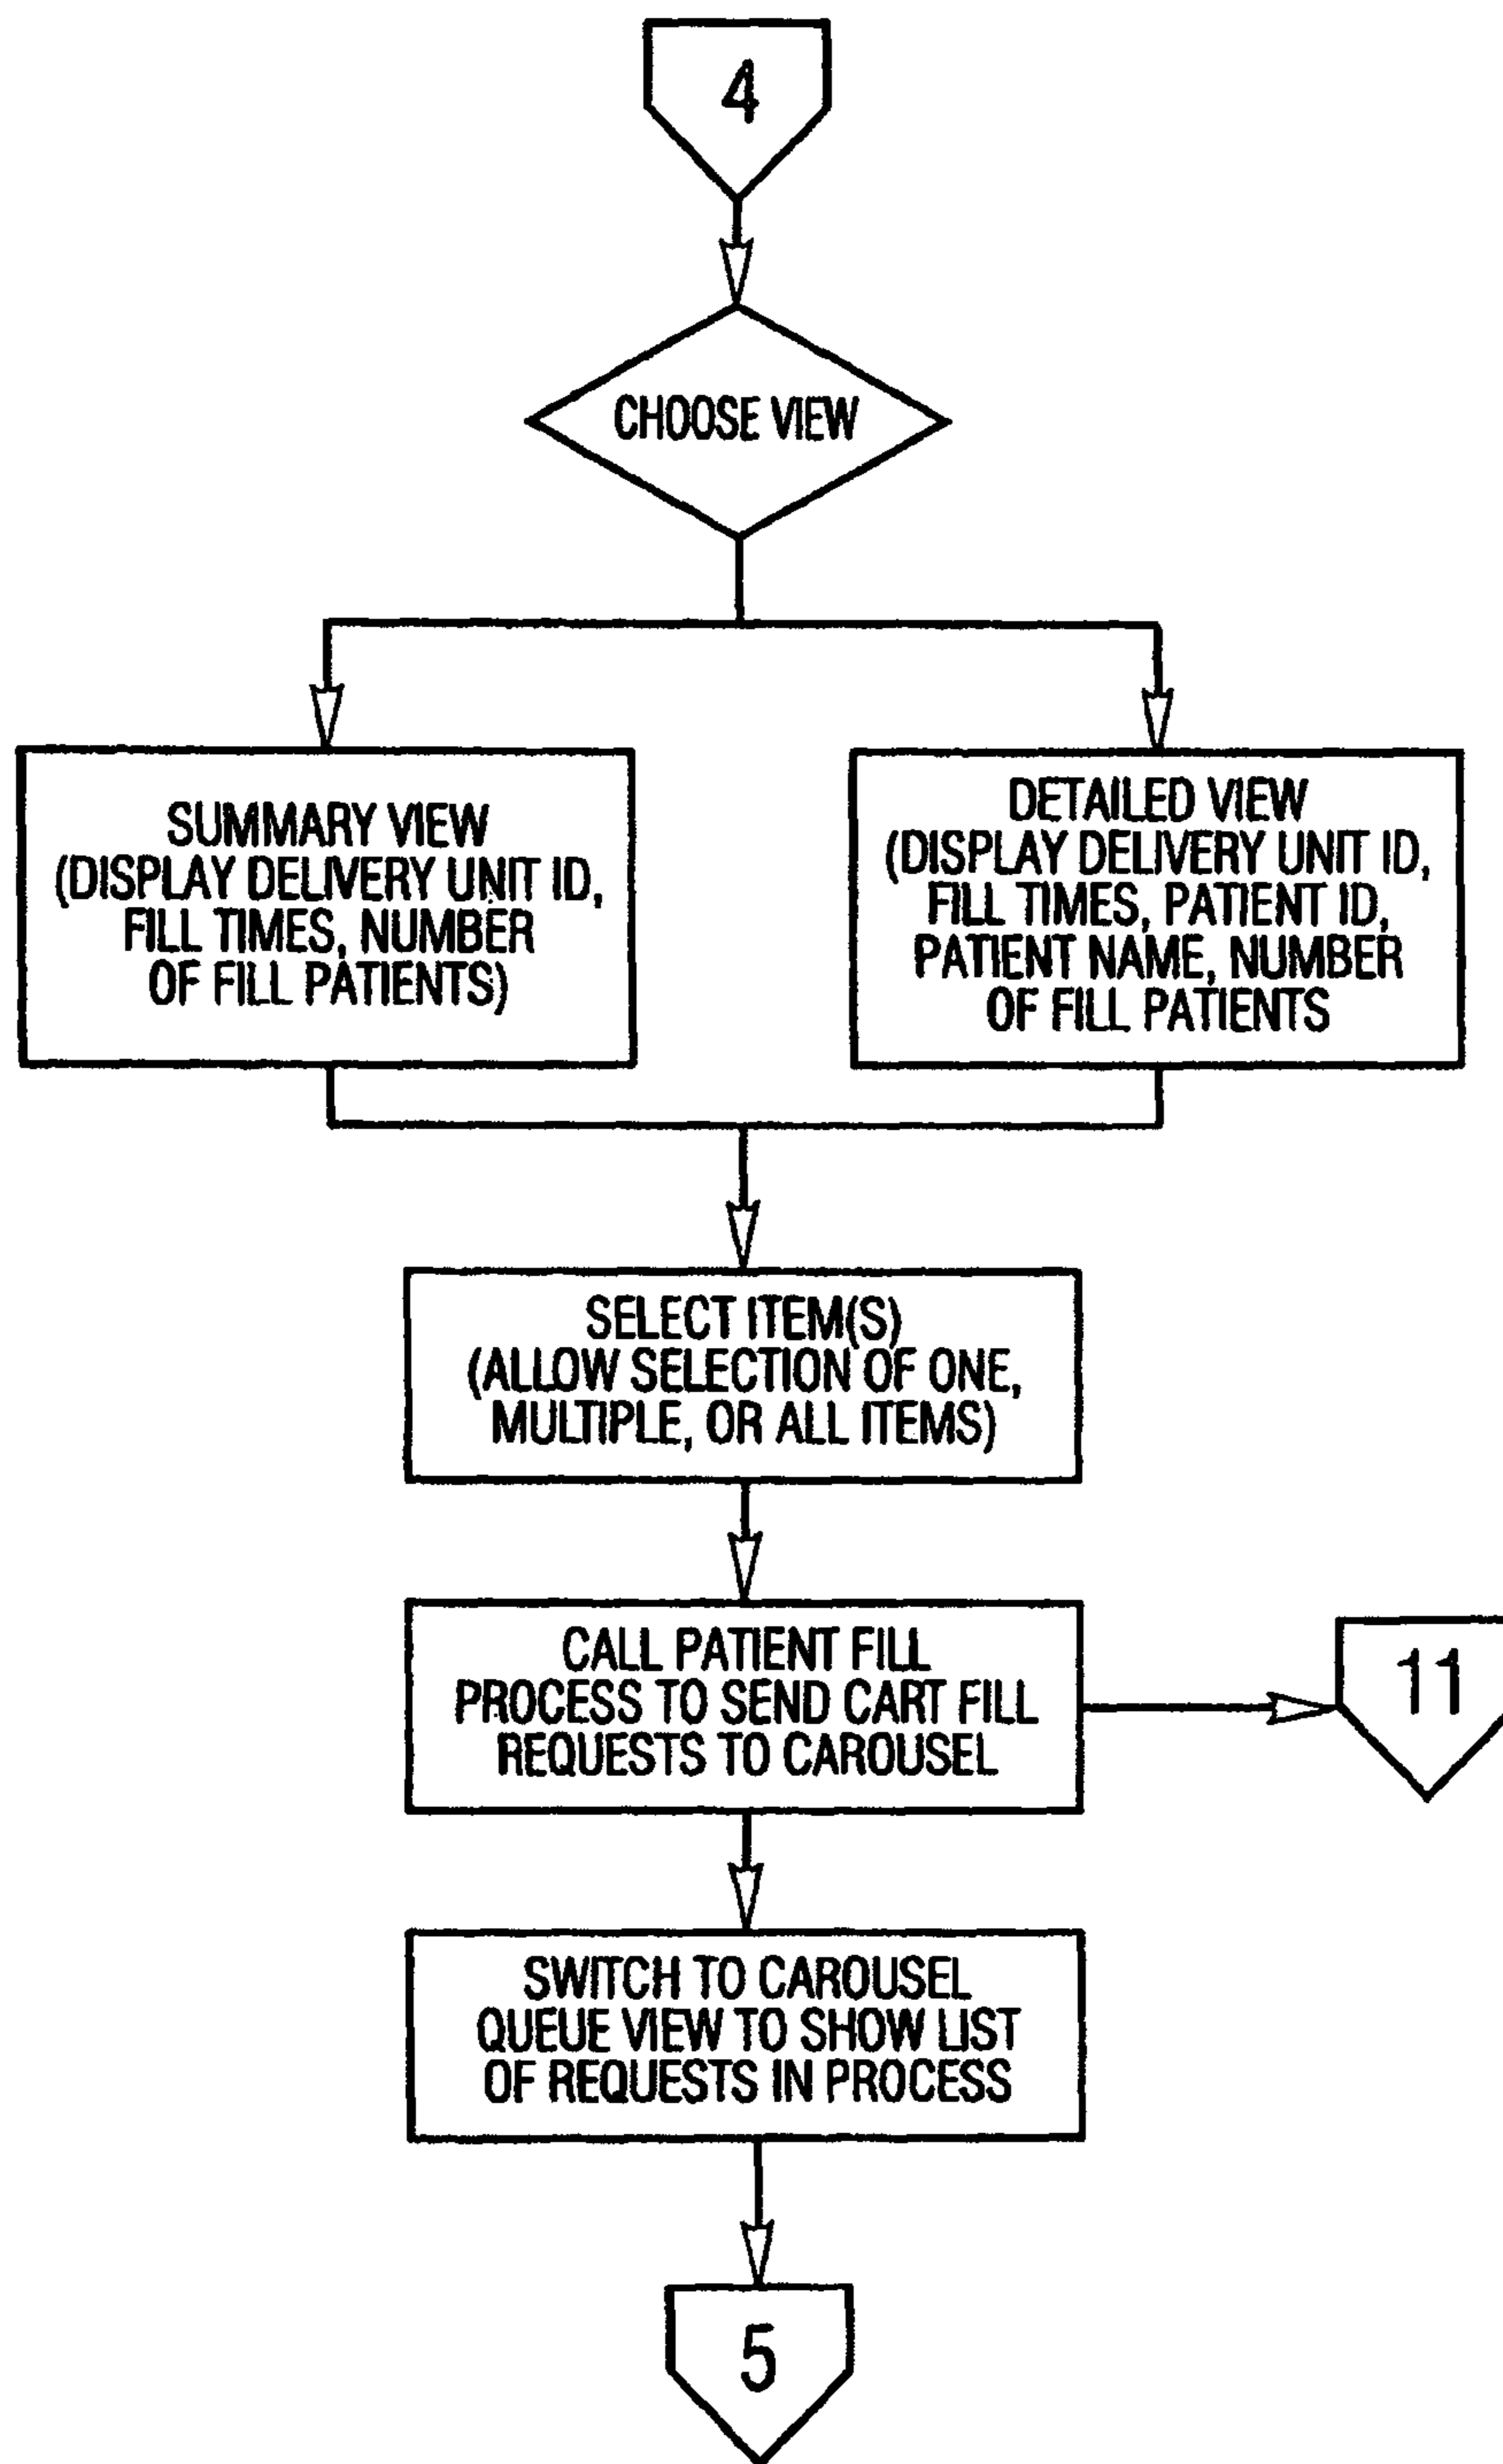 4
CHOOSE VIEW
SUMMARY VIEW
(DISPLAY DELIVERY UNIT ID,
FILL TIMES, NUMBER
OF FILL PATIENTS)
DETAILED VIEW
(DISPLAY DELIVERY UNIT ID,
FILL TIMES, PATIENT ID,
PATIENT NAME, NUMBER
OF FILL PATIENTS
SELECT ITEM(S)
(ALLOW SELECTION OF ONE,
MULTIPLE, OR ALL ITEMS)
CALL PATIENT FILL
PROCESS TO SEND CART FILL
REQUESTS TO CAROUSEL
11
SWITCH TO CAROUSEL
QUEUE VIEW TO SHOW LIST
OF REQUESTS IN PROCESS
5